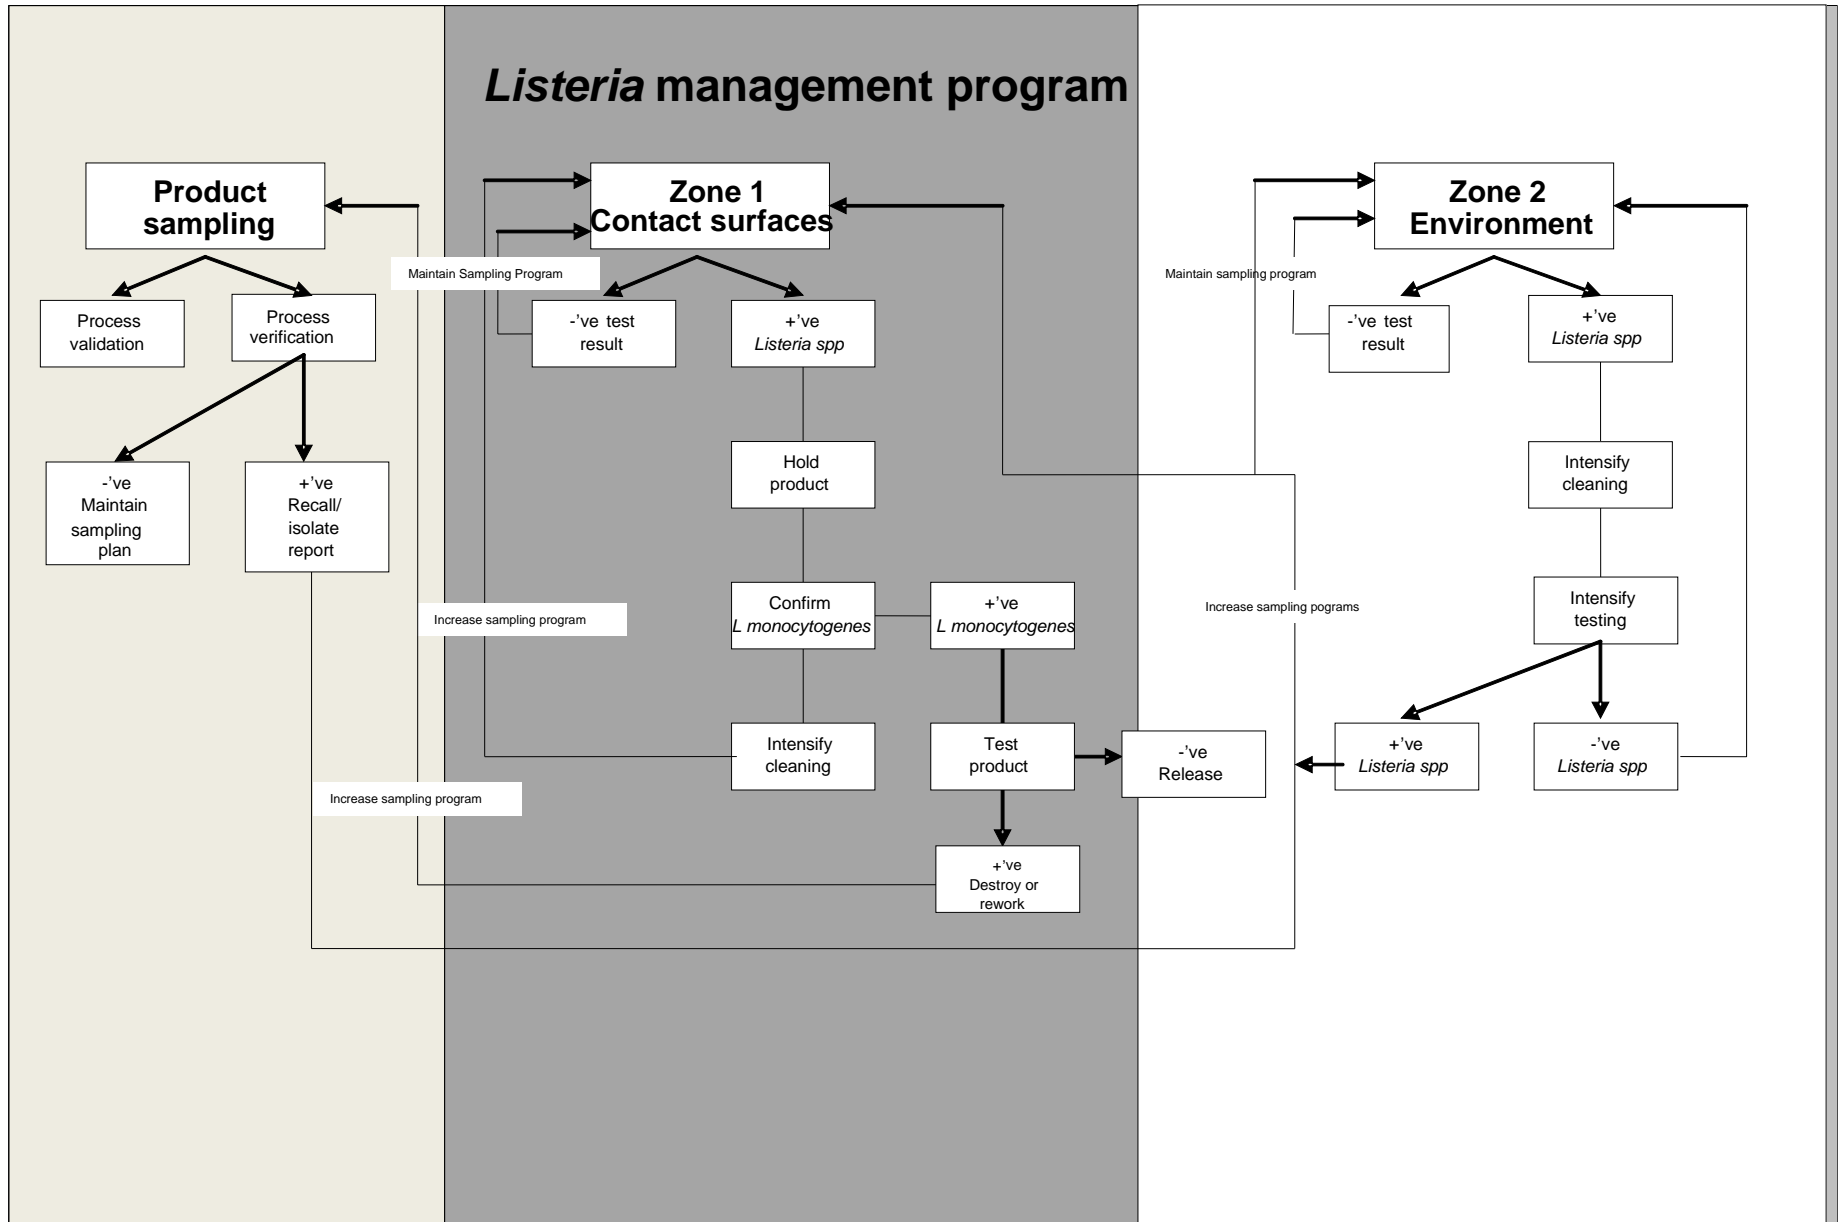 Listeria management program
Product
sampling
Process
validation
Process
verification
-'ve
Maintain
sampling
plan
+'ve
Recall/
isolate
report
Increase sampling program
Zone 1
Contact surfaces
Maintain Sampling Program
-'ve test
result
+'ve
Listeria spp
Hold
product
Confirm
L monocytogenes
+'ve
L monocytogenes
Increase sampling program
Intensify
cleaning
Test
product
-'ve
Release
+'ve
Destroy or
rework
Zone 2
Environment
Maintain sampling program
-'ve test
result
+'ve
Listeria spp
Intensify
cleaning
Intensify
testing
Increase sampling pograms
+'ve
Listeria spp
-'ve
Listeria spp